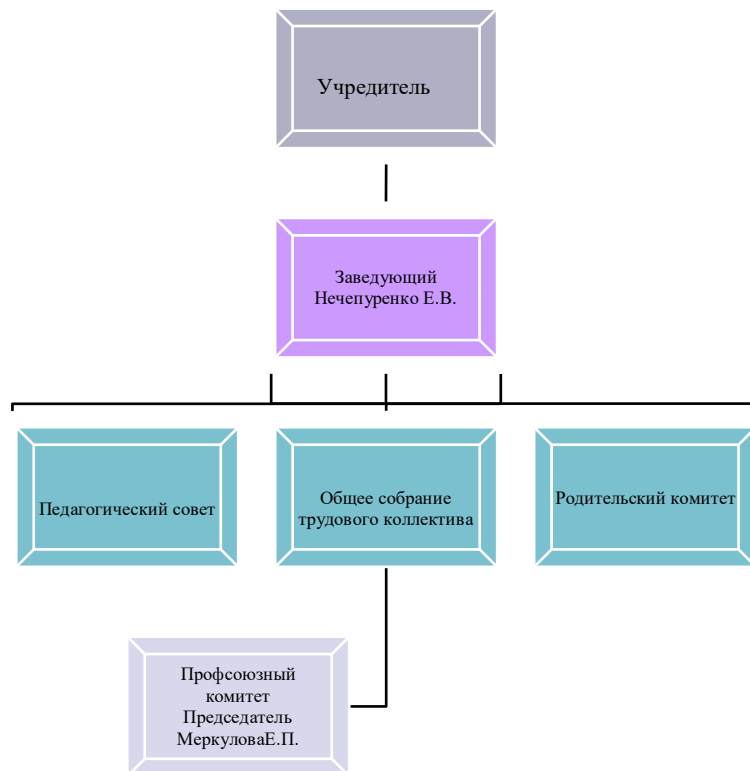 Учредитель
Заведующий
Нечепуренко Е.В.
Педагогический совет
Общее собрание
трудового коллектива
Родительский комитет
Профсоюзный
комитет
Председатель
МеркуловаЕ.П.